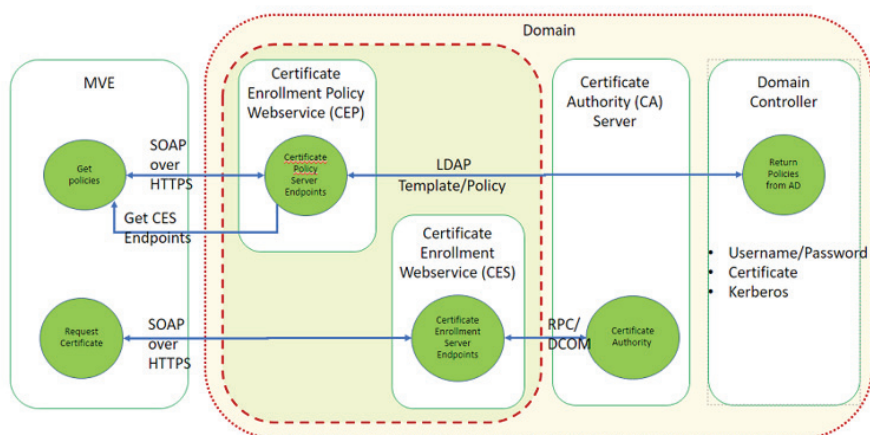 Domain
MVE
Certificate
Enrollment Policy
Webservice (CEP)
Certificate
Authority (CA)
Server
Domain
Controller
Get
policies
SOAP
over
HTTPS
Certificate
Policy
Server
Endpoints
LDAP
Template/Policy
Return
Policies
from AD
Get CES
Endpoints
Certificate
Enrollment
Webservice (CES)
• Username/Password
• Certificate
• Kerberos
Request
Certificate
SOAP
over
HTTPS
Certificate
Enrollment
Server
Endpoints
RPC/
DCOM
Certificate
Authority